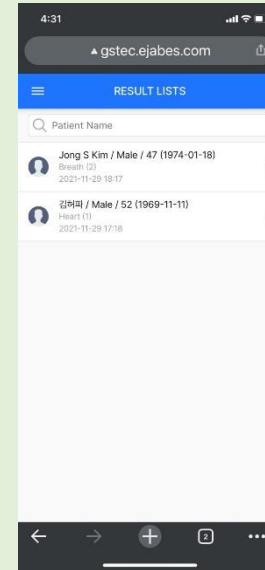 4:31
gstec.ejabes.com
RESULT LISTS
Patient Name
Jong S Kim / Male / 47 (1974-01-18)
Breath (2)
2021-11-29 18:17
김허파 / Male / 52 (1969-11-11)
Heart (1)
2021-11-29 17:18
2